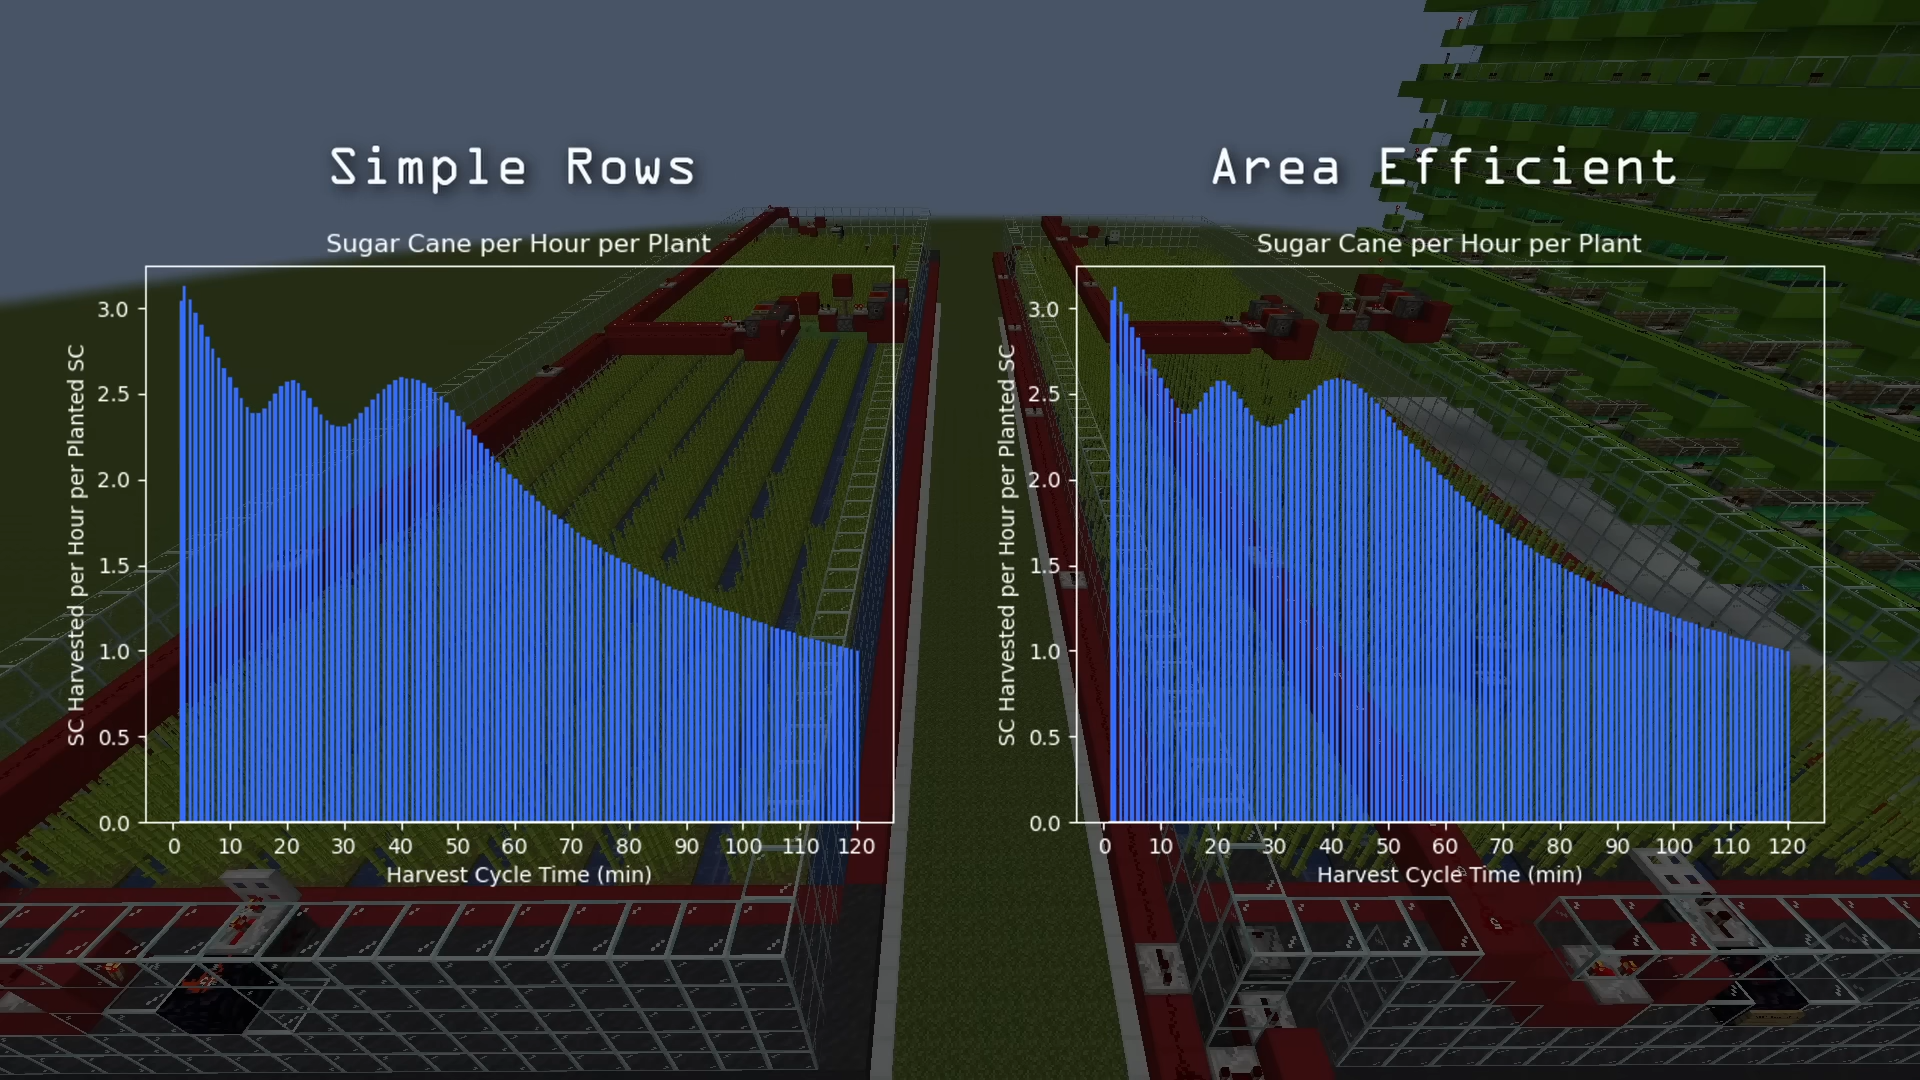 Simple Rows
Sugar Cane per Hour per Plant
SC Harvested per Hour per Planted SC
3.0
2.5
2.0
1.5
1.0
0.5
0.0
0 10 20 30 40 50 60 70 80 90 100 110 120
Harvest Cycle Time (min)
Area Efficient
Sugar Cane per Hour per Plant
SC Harvested per Hour per Planted SC
3.0
2.5
2.0
1.5
1.0
0.5
0.0
0 10 20 30 40 50 60 70 80 90 100 110 120
Harvest Cycle Time (min)